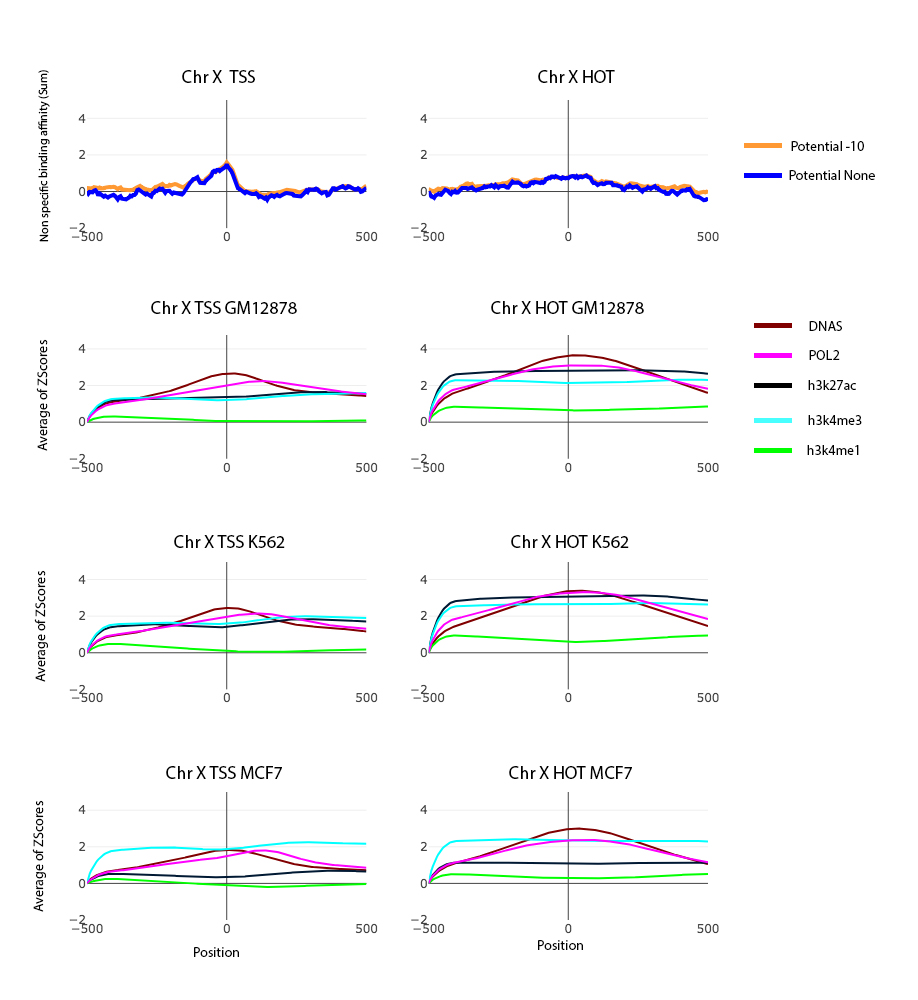 Chr X  TSS
Chr X HOT
Non specific binding affinity (Sum)
4
2
0
−2
−500
0
500
4
2
0
−2
−500
0
500
Potential -10
Potential None
Chr X TSS GM12878
Chr X HOT GM12878
Average of ZScores
4
2
0
−2
−500
0
500
4
2
0
−2
−500
0
500
DNAS
POL2
h3k27ac
h3k4me3
h3k4me1
Chr X TSS K562
Chr X HOT K562
Average of ZScores
4
2
0
−2
−500
0
500
4
2
0
−2
−500
0
500
Chr X TSS MCF7
Chr X HOT MCF7
Average of ZScores
4
2
0
−2
−500
0
500
4
2
0
−2
−500
0
500
Position
Position